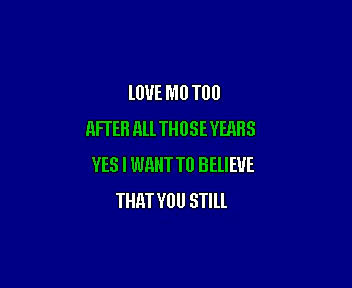 LOVE MO TOO
AFTER ALL THOSE YEARS
YES I WANT TO BELIEVE
THAT YOU STILL